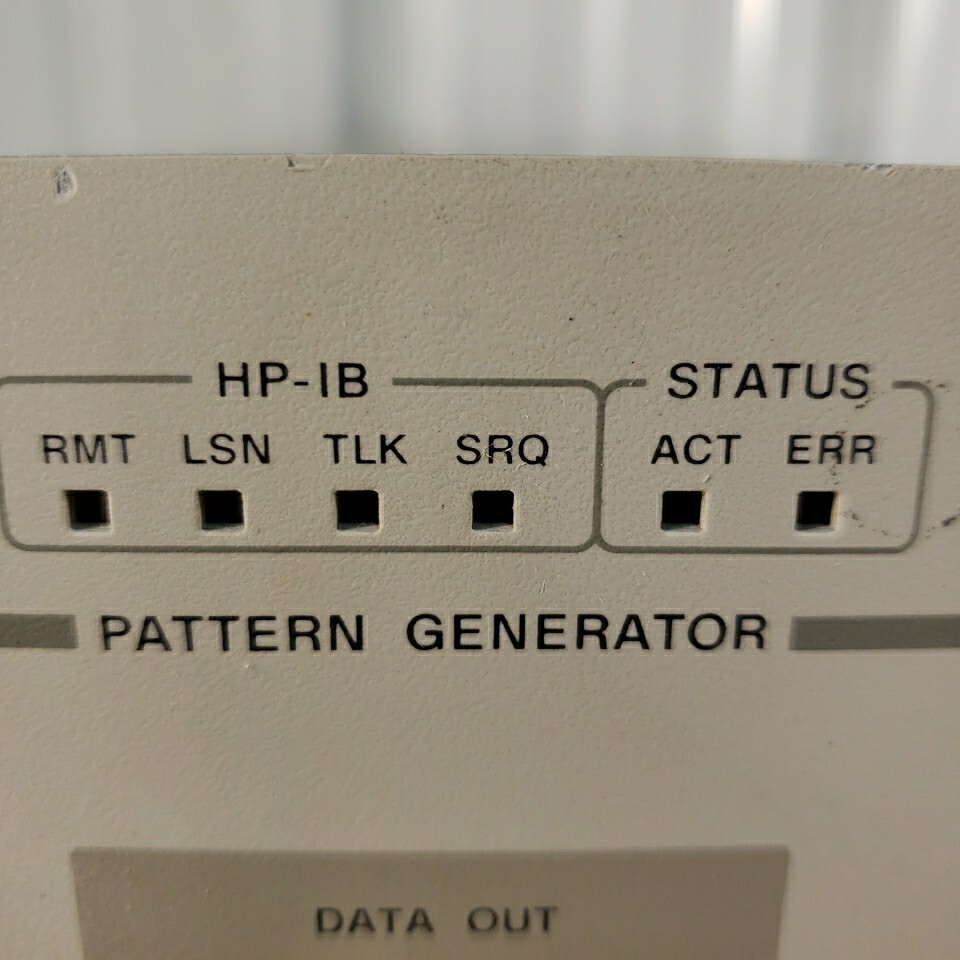 HP-IB STATUS
RMT LSN TLK SRQ ACT ERR
PATTERN GENERATOR
DATA OUT